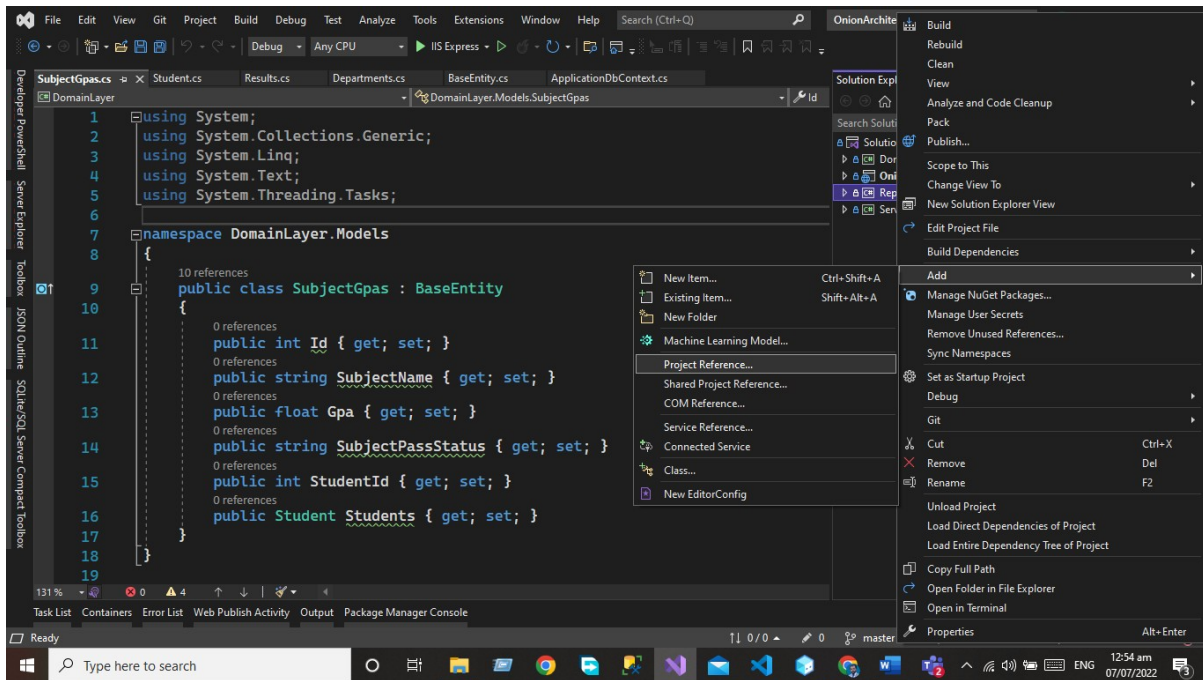 File Edit View Git Project Build Debug Test Analyze Tools Extensions Window Help Search (Ctrl+Q) OnionArchite
Debug Any CPU IIS Express
SubjectGpas.cs Student.cs Results.cs Departments.cs BaseEntity.cs ApplicationDbContext.cs
DomainLayer DomainLayer.Models.SubjectGpas Id
Developer PowerShell
Server Explorer
Toolbox
JSON Outline
SQLite/SQL Server Compact Toolbox
1 using System;
2 using System.Collections.Generic;
3 using System.Linq;
4 using System.Text;
5 using System.Threading.Tasks;
6
7 namespace DomainLayer.Models
8 {
10 references
9 public class SubjectGpas : BaseEntity
10 {
0 references
11 public int Id { get; set; }
0 references
12 public string SubjectName { get; set; }
0 references
13 public float Gpa { get; set; }
0 references
14 public string SubjectPassStatus { get; set; }
0 references
15 public int StudentId { get; set; }
0 references
16 public Student Students { get; set; }
17 }
18 }
19
131 % 0 4
Task List Containers Error List Web Publish Activity Output Package Manager Console
Ready 0 / 0 0 master
Solution Expl
Search Soluti
Solutio
Dor
Oni
Rep
Serv
New Item... Ctrl+Shift+A
Existing Item... Shift+Alt+A
New Folder
Machine Learning Model...
Project Reference...
Shared Project Reference...
COM Reference...
Service Reference...
Connected Service
Class...
New EditorConfig
Build
Rebuild
Clean
View
Analyze and Code Cleanup
Pack
Publish...
Scope to This
Change View To
New Solution Explorer View
Edit Project File
Build Dependencies
Add
Manage NuGet Packages...
Manage User Secrets
Remove Unused References...
Sync Namespaces
Set as Startup Project
Debug
Git
Cut Ctrl+X
Remove Del
Rename F2
Unload Project
Load Direct Dependencies of Project
Load Entire Dependency Tree of Project
Copy Full Path
Open Folder in File Explorer
Open in Terminal
Properties Alt+Enter
Type here to search ENG 12:54 am
07/07/2022